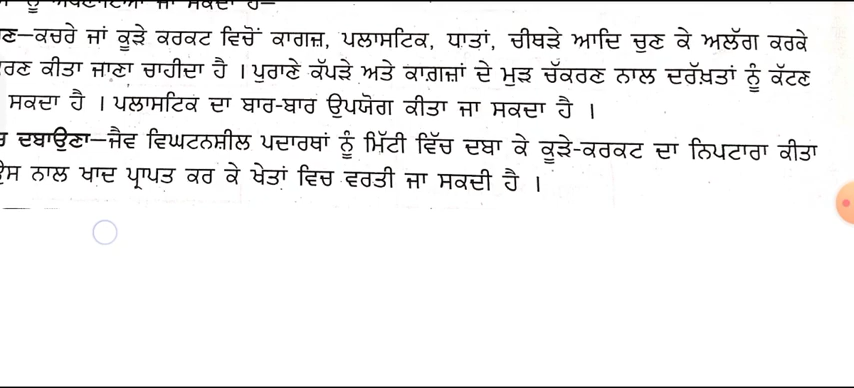 ਕਚਰੇ ਜਾਂ ਕੂੜੇ ਕਰਕਟ ਵਿਚੋਂ ਕਾਗਜ਼, ਪਲਾਸਟਿਕ, ਧਾਤਾਂ, ਚੀਥੜੇ ਆਦਿ ਚੁਣ ਕੇ ਅਲੱਗ ਕਰਕੇ
ਕੀਤਾ ਜਾਣਾ ਚਾਹੀਦਾ ਹੈ । ਪੁਰਾਣੇ ਕੱਪੜੇ ਅਤੇ ਕਾਗ਼ਜ਼ਾਂ ਦੇ ਮੁੜ ਚੱਕਰਣ ਨਾਲ ਦਰੱਖ਼ਤਾਂ ਨੂੰ ਕੱਟਣ
ਸਕਦਾ ਹੈ । ਪਲਾਸਟਿਕ ਦਾ ਬਾਰ-ਬਾਰ ਉਪਯੋਗ ਕੀਤਾ ਜਾ ਸਕਦਾ ਹੈ ।
ਦਬਾਉਣਾ—ਜੈਵ ਵਿਘਟਨਸ਼ੀਲ ਪਦਾਰਥਾਂ ਨੂੰ ਮਿੱਟੀ ਵਿੱਚ ਦਬਾ ਕੇ ਕੂੜੇ-ਕਰਕਟ ਦਾ ਨਿਪਟਾਰਾ ਕੀਤਾ
ਨਾਲ ਖਾਦ ਪ੍ਰਾਪਤ ਕਰ ਕੇ ਖੇਤਾਂ ਵਿਚ ਵਰਤੀ ਜਾ ਸਕਦੀ ਹੈ ।